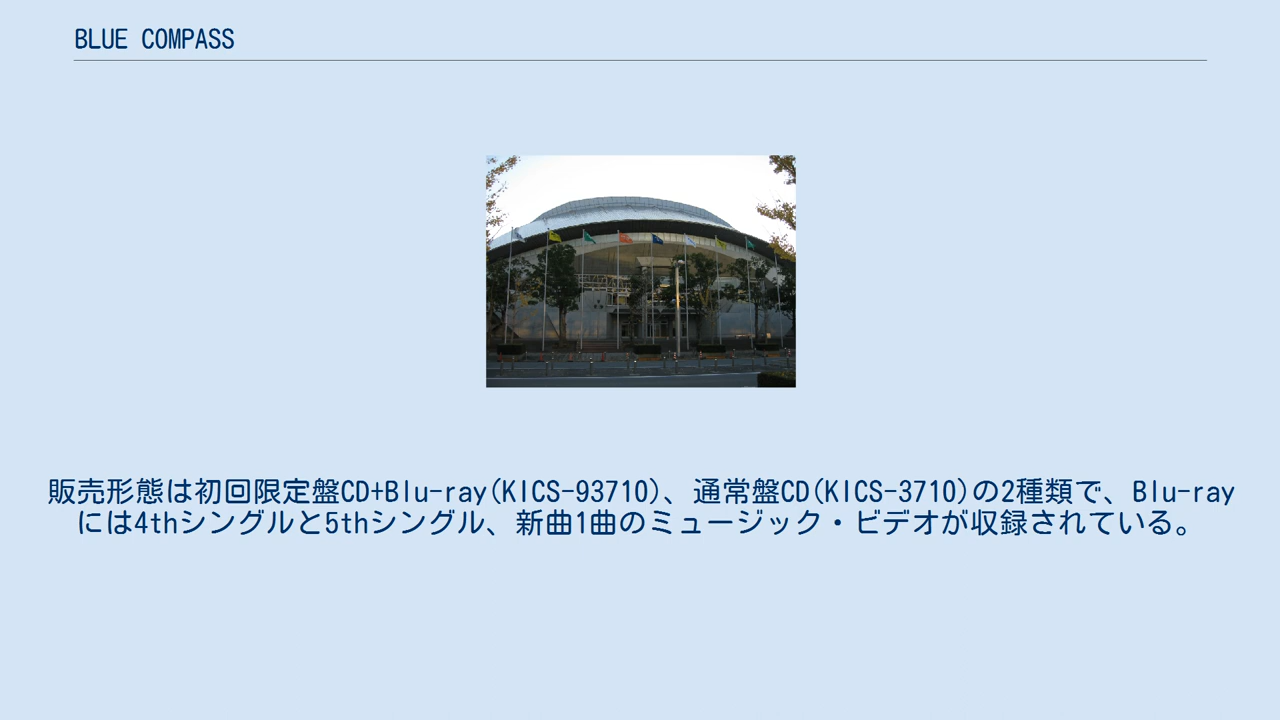 BLUE COMPASS
販売形態は初回限定盤CD+Blu-ray(KICS-93710)、通常盤CD(KICS-3710)の2種類で、Blu-ray
には4thシングルと5thシングル、新曲1曲のミュージック・ビデオが収録されている。